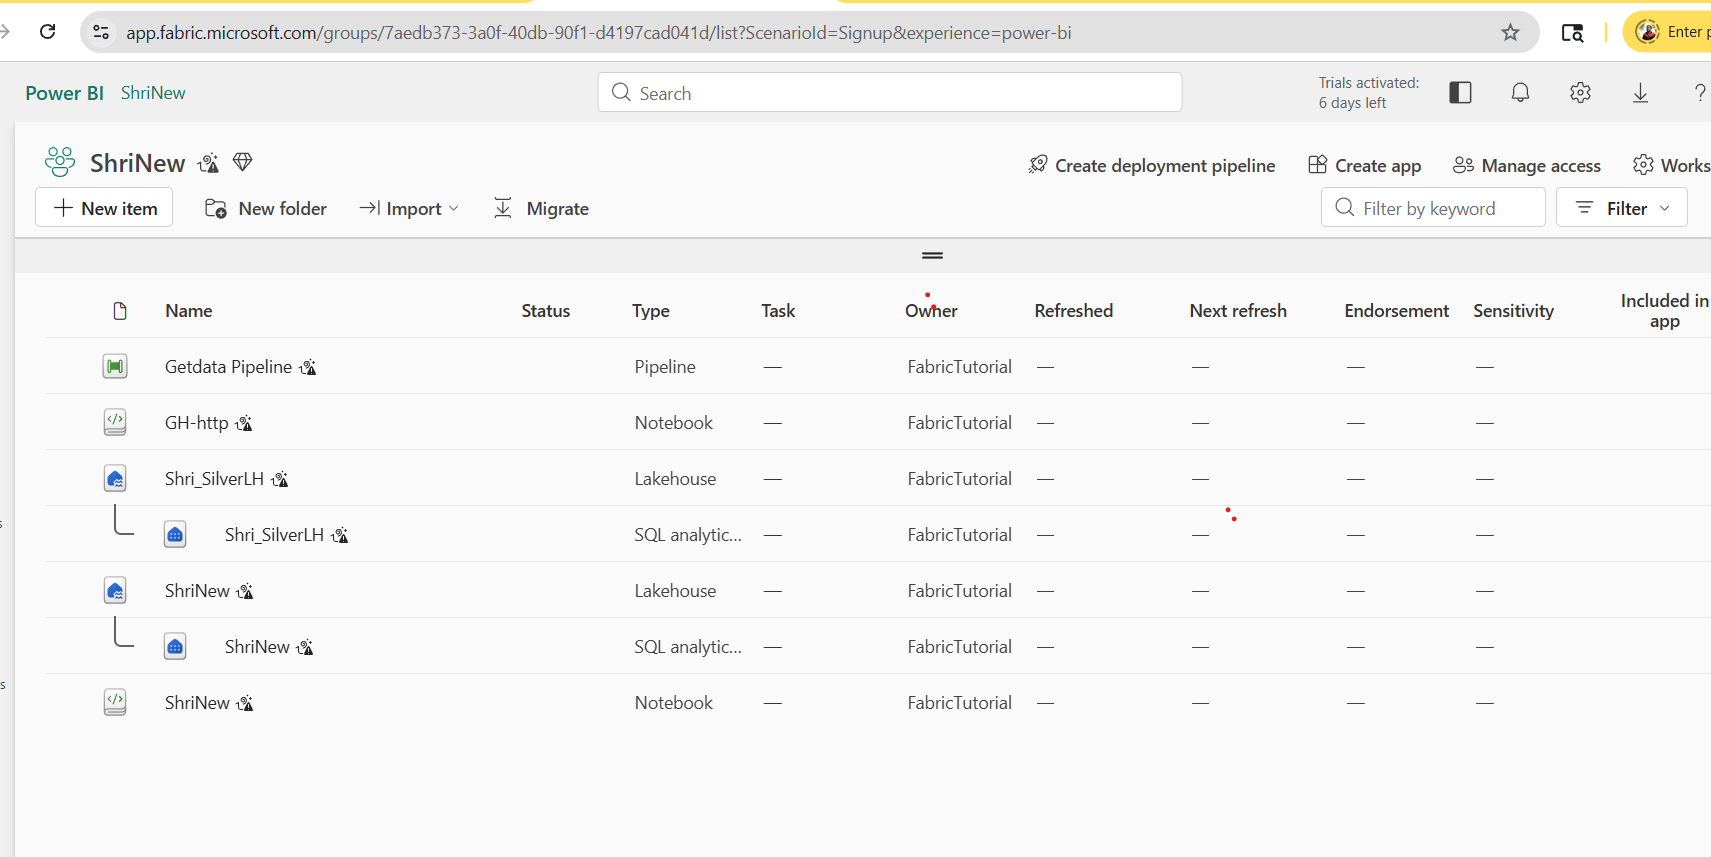 app.fabric.microsoft.com/groups/7aedb373-3a0f-40db-90f1-d4197cad041d/list?ScenarioId=Signup&experience=power-bi
Enter
Power BI ShriNew
Search
Trials activated:
6 days left
?
ShriNew
Create deployment pipeline
Create app
Manage access
Works
New item
New folder
Import
Migrate
Filter by keyword
Filter
Name Status Type Task Owner Refreshed Next refresh Endorsement Sensitivity Included in app
Getdata Pipeline Pipeline — FabricTutorial — — — —
GH-http Notebook — FabricTutorial — — — —
Shri_SilverLH Lakehouse — FabricTutorial — — — —
Shri_SilverLH SQL analytic... — FabricTutorial — — — —
ShriNew Lakehouse — FabricTutorial — — — —
ShriNew SQL analytic... — FabricTutorial — — — —
ShriNew Notebook — FabricTutorial — — — —